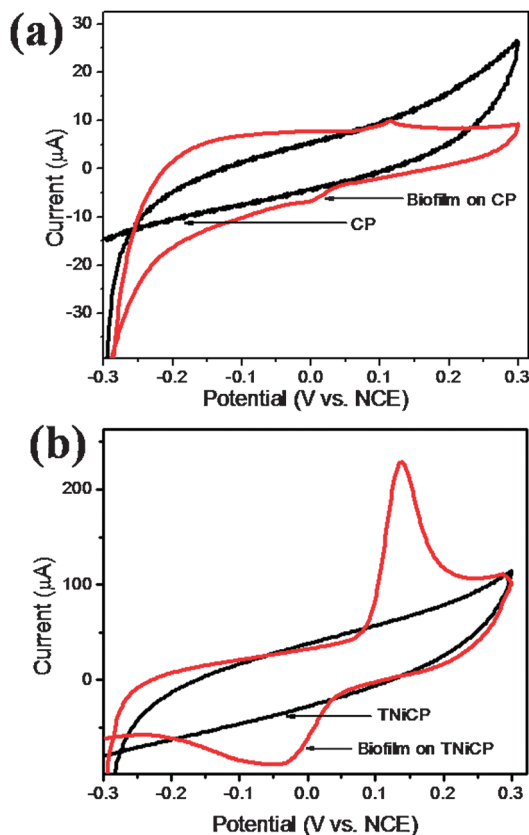 (a)
30
20
10
0
-10
-20
-30
Current (µA)
Biofilm on CP
CP
-0.3 -0.2 -0.1 0.0 0.1 0.2 0.3
Potential (V vs. NCE)
(b)
200
100
0
Current (µA)
TNiCP
Biofilm on TNiCP
-0.3 -0.2 -0.1 0.0 0.1 0.2 0.3
Potential (V vs. NCE)